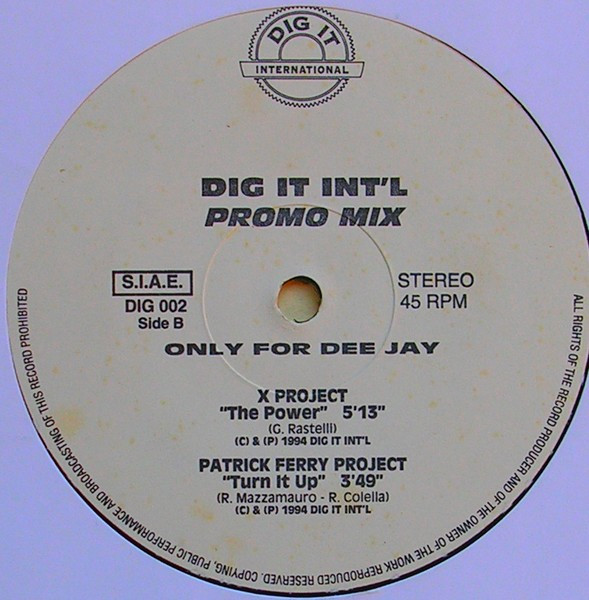 DIG IT
INTERNATIONAL
DIG IT INT'L
PROMO MIX
S.I.A.E.
DIG 002
Side B
STEREO
45 RPM
ONLY FOR DEE JAY
X PROJECT
"The Power" 5'13"
(G. Rastelli)
(C) & (P) 1994 DIG IT INT'L
PATRICK FERRY PROJECT
"Turn It Up" 3'49"
(R. Mazzamauro - R. Colella)
(C) & (P) 1994 DIG IT INT'L
ALL RIGHTS OF THE RECORD PRODUCER AND OF THE OWNER OF THE WORK REPRODUCED RESERVED. COPYING, PUBLIC PERFORMANCE AND BROADCASTING OF THIS RECORD PROHIBITED